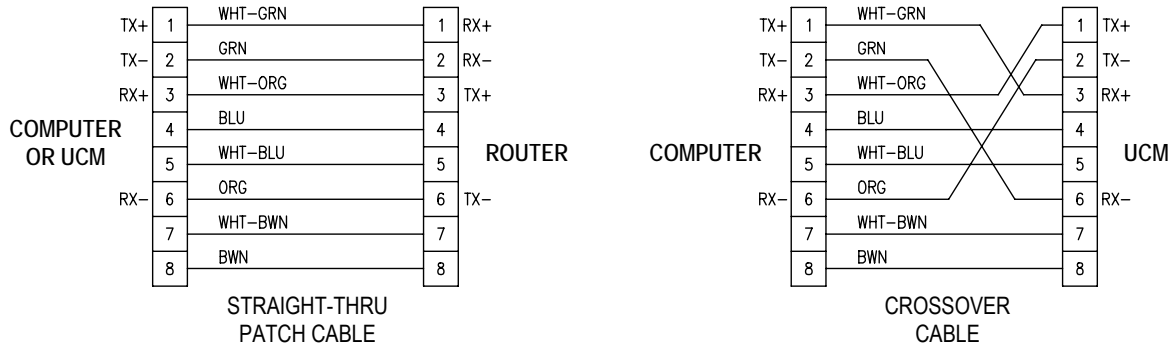 TX+ 1 WHT-GRN 1 RX+
TX- 2 GRN 2 RX-
RX+ 3 WHT-ORG 3 TX+
4 BLU 4
5 WHT-BLU 5
RX- 6 ORG 6 TX-
7 WHT-BWN 7
8 BWN 8
COMPUTER
OR UCM
ROUTER
STRAIGHT-THRU
PATCH CABLE
TX+ 1 WHT-GRN 1 TX+
TX- 2 GRN 2 TX-
RX+ 3 WHT-ORG 3 RX+
4 BLU 4
5 WHT-BLU 5
RX- 6 ORG 6 RX-
7 WHT-BWN 7
8 BWN 8
COMPUTER
UCM
CROSSOVER
CABLE